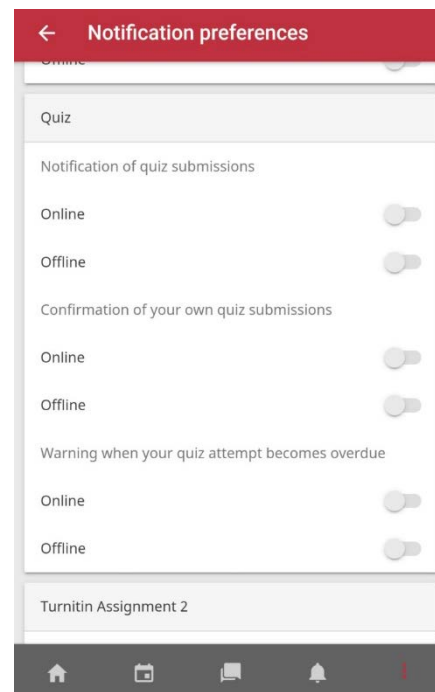 Notification preferences
Offline
Quiz
Notification of quiz submissions
Online
Offline
Confirmation of your own quiz submissions
Online
Offline
Warning when your quiz attempt becomes overdue
Online
Offline
Turnitin Assignment 2